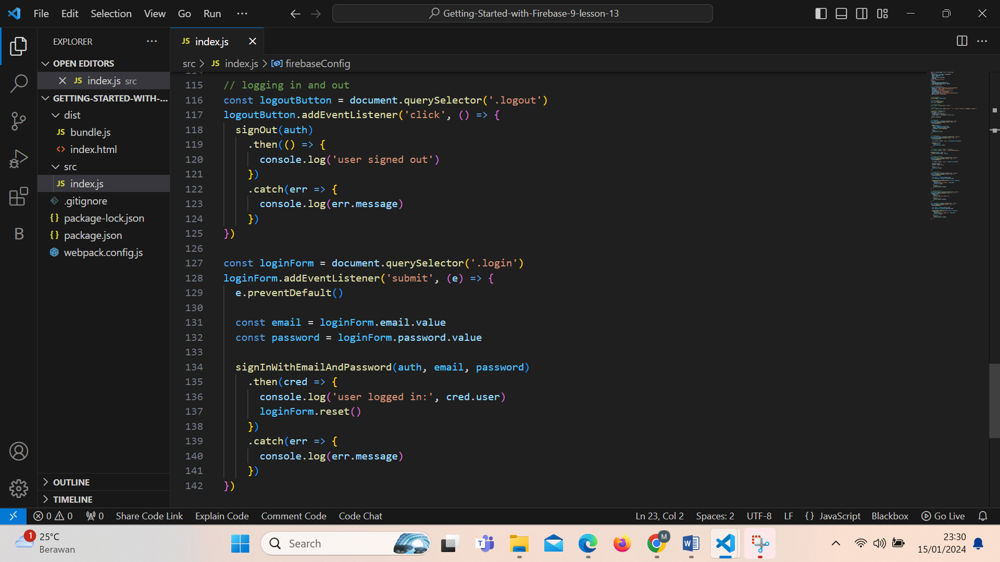 File Edit Selection View Go Run ···
Getting-Started-with-Firebase-9-lesson-13
EXPLORER
JS index.js
OPEN EDITORS
src > JS index.js > firebaseConfig
JS index.js src
GETTING-STARTED-WITH-...
dist
JS bundle.js
<> index.html
src
JS index.js
.gitignore
{} package-lock.json
{} package.json
webpack.config.js
B
OUTLINE
TIMELINE
115 // logging in and out
116 const logoutButton = document.querySelector('.logout')
117 logoutButton.addEventListener('click', () => {
118 signOut(auth)
119 .then(() => {
120 console.log('user signed out')
121 })
122 .catch(err => {
123 console.log(err.message)
124 })
125 })
126
127 const loginForm = document.querySelector('.login')
128 loginForm.addEventListener('submit', (e) => {
129 e.preventDefault()
130
131 const email = loginForm.email.value
132 const password = loginForm.password.value
133
134 signInWithEmailAndPassword(auth, email, password)
135 .then(cred => {
136 console.log('user logged in:', cred.user)
137 loginForm.reset()
138 })
139 .catch(err => {
140 console.log(err.message)
141 })
142 })
0 0 0 Share Code Link Explain Code Comment Code Code Chat Ln 23, Col 2 Spaces: 2 UTF-8 LF {} JavaScript Blackbox Go Live
1 25°C
Berawan
Search
T
M
W
23:30
15/01/2024